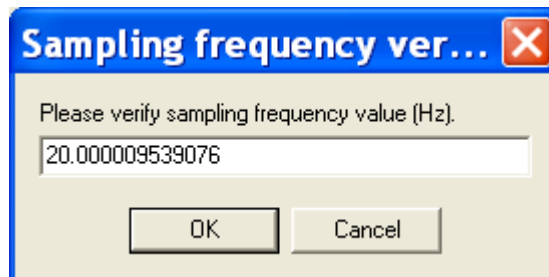 Sampling frequency ver...
Please verify sampling frequency value (Hz).
20.000009539076
OK
Cancel